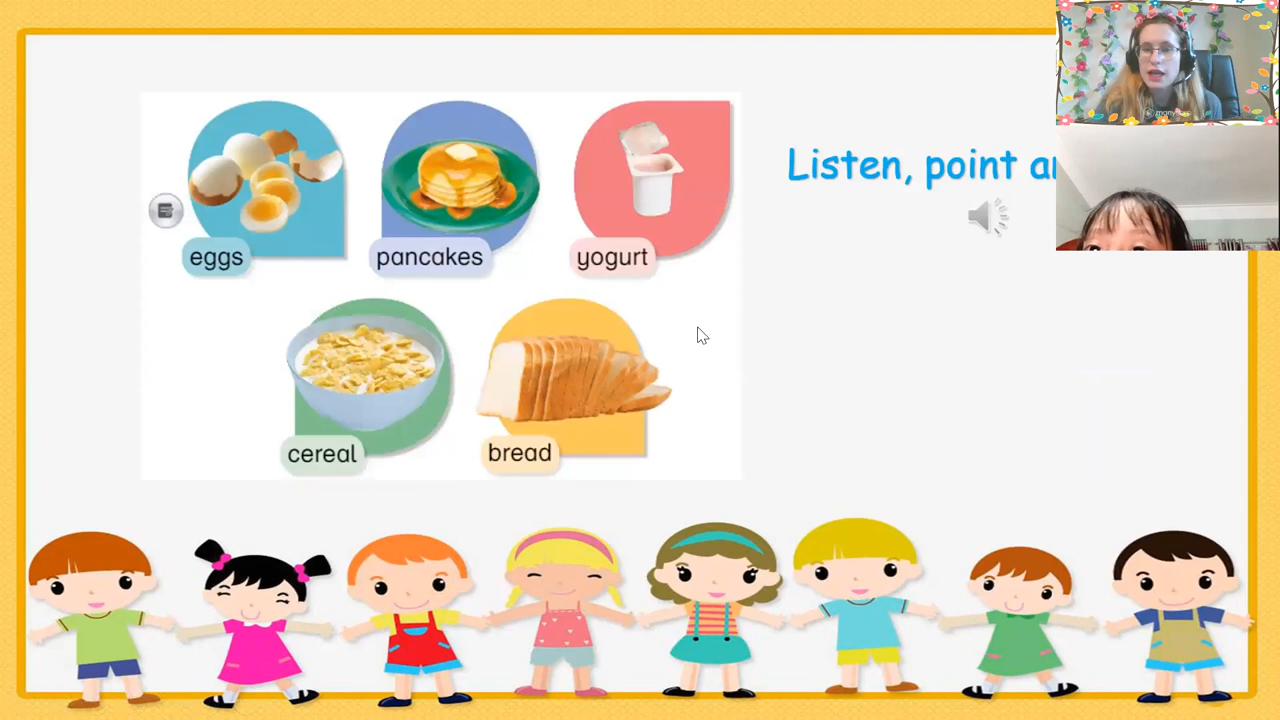 Listen, point
eggs
pancakes
yogurt
cereal
bread